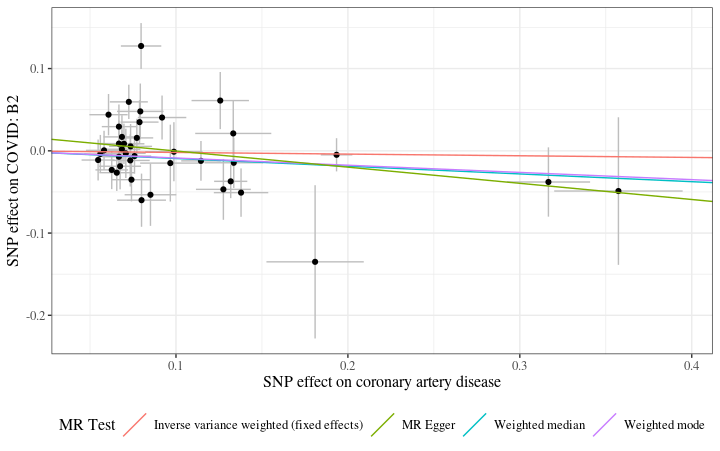 SNP effect on COVID: B2
0.1
0.0
-0.1
-0.2
0.1
0.2
0.3
0.4
SNP effect on coronary artery disease
MR Test
Inverse variance weighted (fixed effects)
MR Egger
Weighted median
Weighted mode